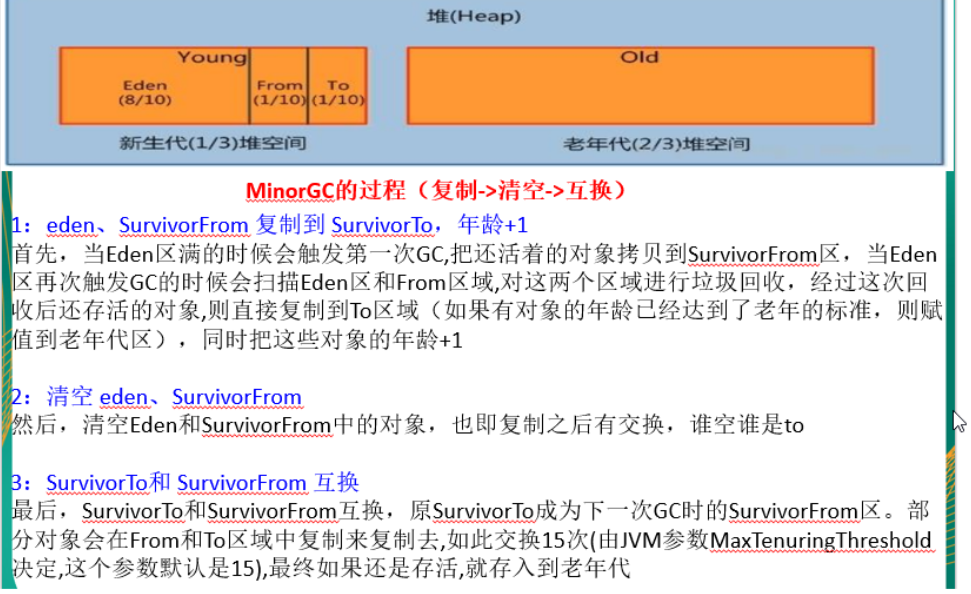 堆(Heap)
Young
Old
Eden
(8/10)
From
(1/10)
To
(1/10)
新生代(1/3)堆空间
老年代(2/3)堆空间
MinorGC的过程（复制->清空->互换）
1：eden、SurvivorFrom 复制到 SurvivorTo，年龄+1
首先，当Eden区满的时候会触发第一次GC,把还活着的对象拷贝到SurvivorFrom区，当Eden
区再次触发GC的时候会扫描Eden区和From区域,对这两个区域进行垃圾回收，经过这次回
收后还存活的对象,则直接复制到To区域（如果有对象的年龄已经达到了老年的标准，则赋
值到老年代区），同时把这些对象的年龄+1
2：清空 eden、SurvivorFrom
然后，清空Eden和SurvivorFrom中的对象，也即复制之后有交换，谁空谁是to
3：SurvivorTo和 SurvivorFrom 互换
最后，SurvivorTo和SurvivorFrom互换，原SurvivorTo成为下一次GC时的SurvivorFrom区。部
分对象会在From和To区域中复制来复制去,如此交换15次(由JVM参数MaxTenuringThreshold
决定,这个参数默认是15),最终如果还是存活,就存入到老年代